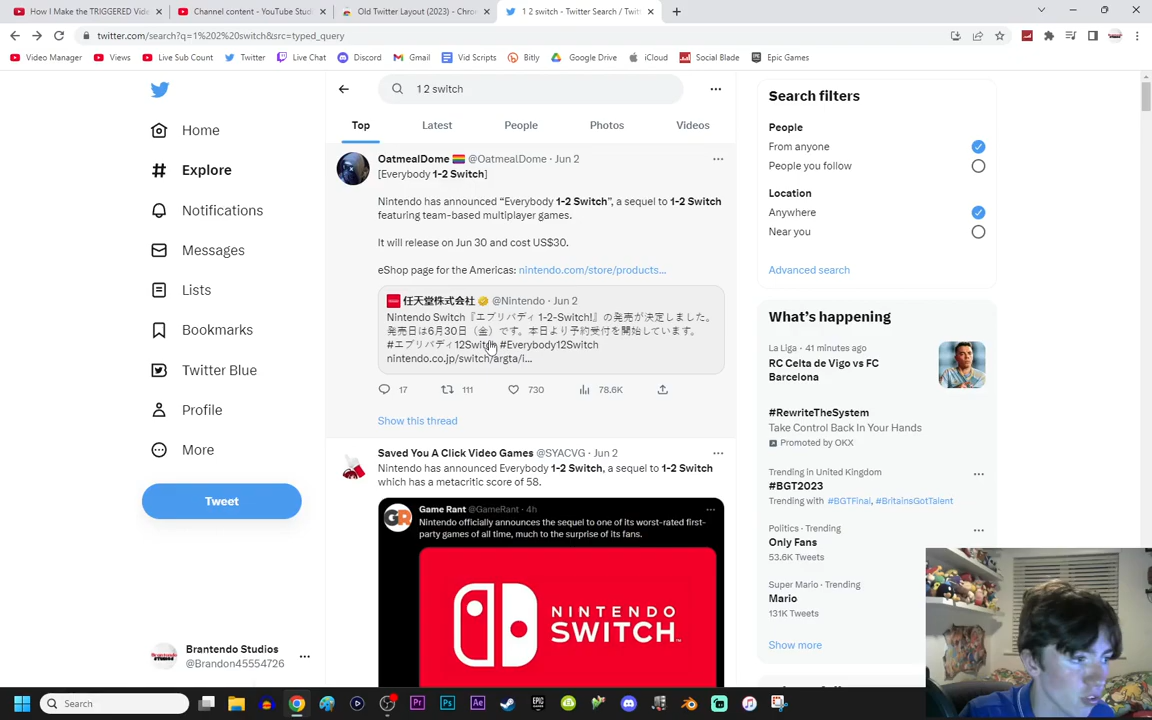 How I Make the TRIGGERED Vide
Channel content - YouTube Stud
Old Twitter Layout (2023) - Chro
1 2 switch - Twitter Search / Twit
twitter.com/search?q=1%202%20switch&src=typed_query
Video Manager
Views
Live Sub Count
Twitter
Live Chat
Discord
Gmail
Vid Scripts
Bitly
Google Drive
iCloud
Social Blade
Epic Games
Home
Explore
Notifications
Messages
Lists
Bookmarks
Twitter Blue
Profile
More
Tweet
Brantendo Studios
@Brandon45554726
1 2 switch
Top Latest People Photos Videos
OatmealDome 🏳️‍🌈 @OatmealDome · Jun 2
[Everybody 1-2 Switch]
Nintendo has announced “Everybody 1-2 Switch”, a sequel to 1-2 Switch
featuring team-based multiplayer games.
It will release on Jun 30 and cost US$30.
eShop page for the Americas: nintendo.com/store/products...
任天堂株式会社 @Nintendo · Jun 2
Nintendo Switch『エブリバディ 1-2-Switch!』の発売が決定しました。
発売日は6月30日（金）です。本日より予約受付を開始しています。
#エブリバディ12Switch #Everybody12Switch
nintendo.co.jp/switch/argta/i...
17 111 730 78.6K
Show this thread
Saved You A Click Video Games @SYACVG · Jun 2
Nintendo has announced Everybody 1-2 Switch, a sequel to 1-2 Switch
which has a metacritic score of 58.
GR
Game Rant @GameRant · 4h
Nintendo officially announces the sequel to one of its worst-rated first-
party games of all time, much to the surprise of its fans.
NINTENDO
SWITCH
Search filters
People
From anyone
People you follow
Location
Anywhere
Near you
Advanced search
What's happening
La Liga · 41 minutes ago
RC Celta de Vigo vs FC
Barcelona
#RewriteTheSystem
Take Control Back In Your Hands
Promoted by OKX
Trending in United Kingdom
#BGT2023
Trending with #BGTFinal, #BritainsGotTalent
Politics · Trending
Only Fans
53.6K Tweets
Super Mario · Trending
Mario
131K Tweets
Show more
Search
Pr
Ps
Ae
EPIC